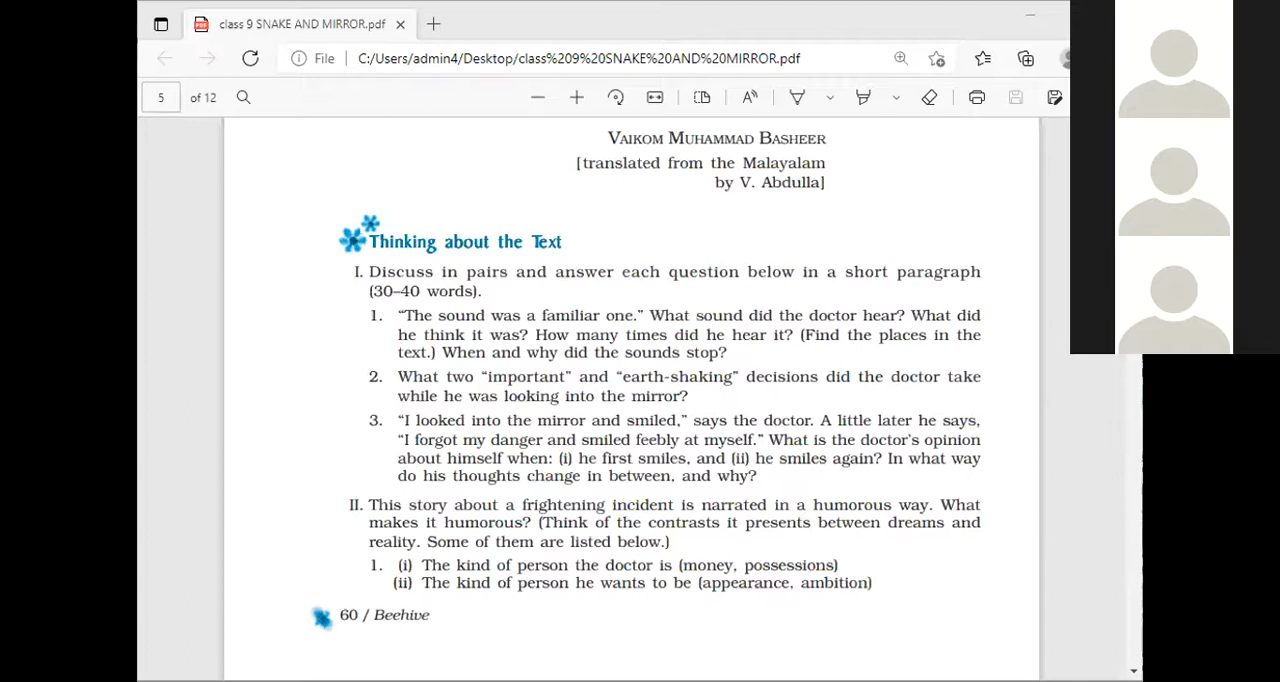 class 9 SNAKE AND MIRROR.pdf
File | C:/Users/admin4/Desktop/class%209%20SNAKE%20AND%20MIRROR.pdf
5 of 12
VAIKOM MUHAMMAD BASHEER
[translated from the Malayalam
by V. Abdulla]
Thinking about the Text
I. Discuss in pairs and answer each question below in a short paragraph
(30–40 words).
1. “The sound was a familiar one.” What sound did the doctor hear? What did
he think it was? How many times did he hear it? (Find the places in the
text.) When and why did the sounds stop?
2. What two “important” and “earth-shaking” decisions did the doctor take
while he was looking into the mirror?
3. “I looked into the mirror and smiled,” says the doctor. A little later he says,
“I forgot my danger and smiled feebly at myself.” What is the doctor’s opinion
about himself when: (i) he first smiles, and (ii) he smiles again? In what way
do his thoughts change in between, and why?
II. This story about a frightening incident is narrated in a humorous way. What
makes it humorous? (Think of the contrasts it presents between dreams and
reality. Some of them are listed below.)
1. (i) The kind of person the doctor is (money, possessions)
(ii) The kind of person he wants to be (appearance, ambition)
60 / Beehive